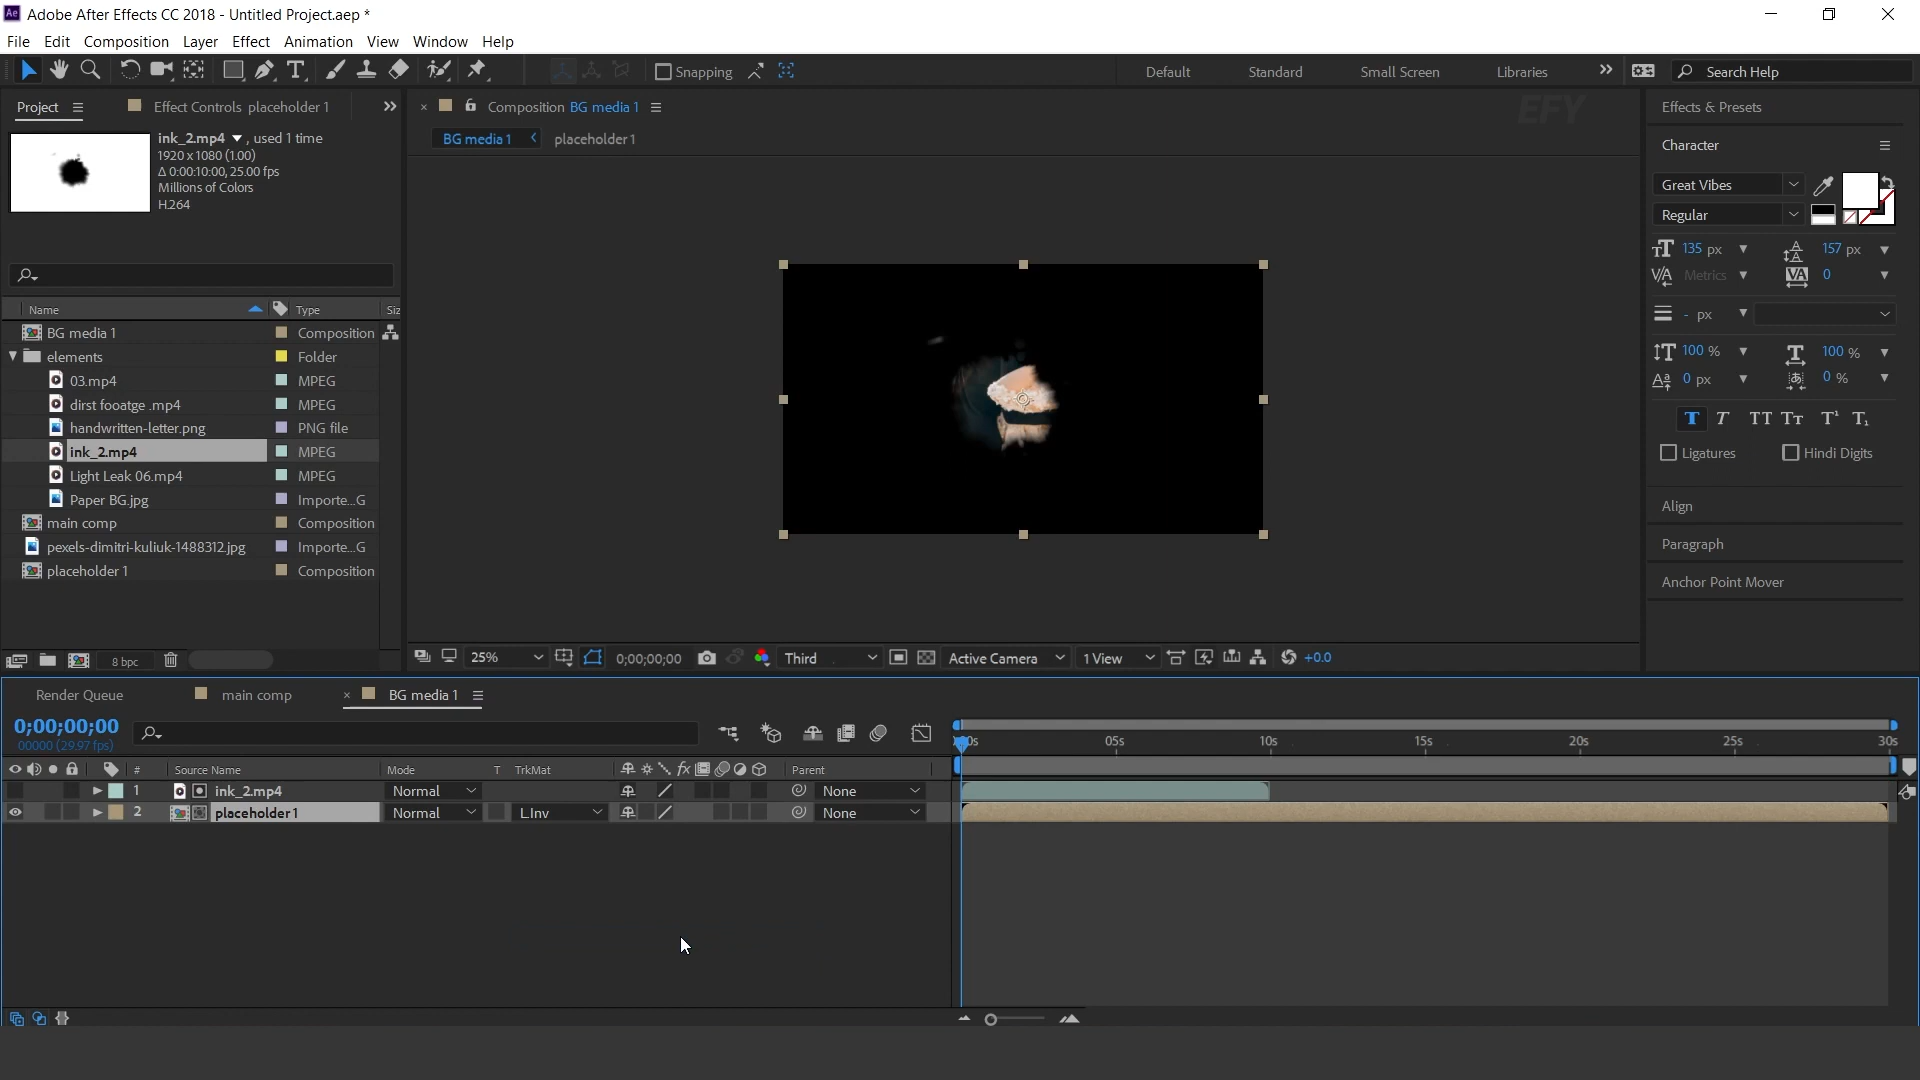 Ae Adobe After Effects CC 2018 - Untitled Project.aep *
File Edit Composition Layer Effect Animation View Window Help
Snapping Default Standard Small Screen Libraries Search Help
Project Effect Controls placeholder 1 Composition BG media 1 EFY Effects & Presets
ink_2.mp4 , used 1 time
1920 x 1080 (1.00)
Δ 0:00:10:00, 25.00 fps
Millions of Colors
H.264
BG media 1 placeholder 1
Character
Great Vibes
Regular
135 px 157 px
Metrics 0
- px
100 % 100 %
0 px 0 %
T T TT Tт T¹ T₁
Ligatures Hindi Digits
Align
Paragraph
Anchor Point Mover
Name Type Siz
BG media 1 Composition
elements Folder
03.mp4 MPEG
dirst fooatge .mp4 MPEG
handwritten-letter.png PNG file
ink_2.mp4 MPEG
Light Leak 06.mp4 MPEG
Paper BG.jpg Importe...G
main comp Composition
pexels-dimitri-kuliuk-1488312.jpg Importe...G
placeholder 1 Composition
8 bpc
25% 0;00;00;00 Third Active Camera 1 View +0.0
Render Queue main comp BG media 1
0;00;00;00
00000 (29.97 fps)
05s 10s 15s 20s 25s 30s
# Source Name Mode T TrkMat Parent
1 ink_2.mp4 Normal None
2 placeholder 1 Normal L.Inv None